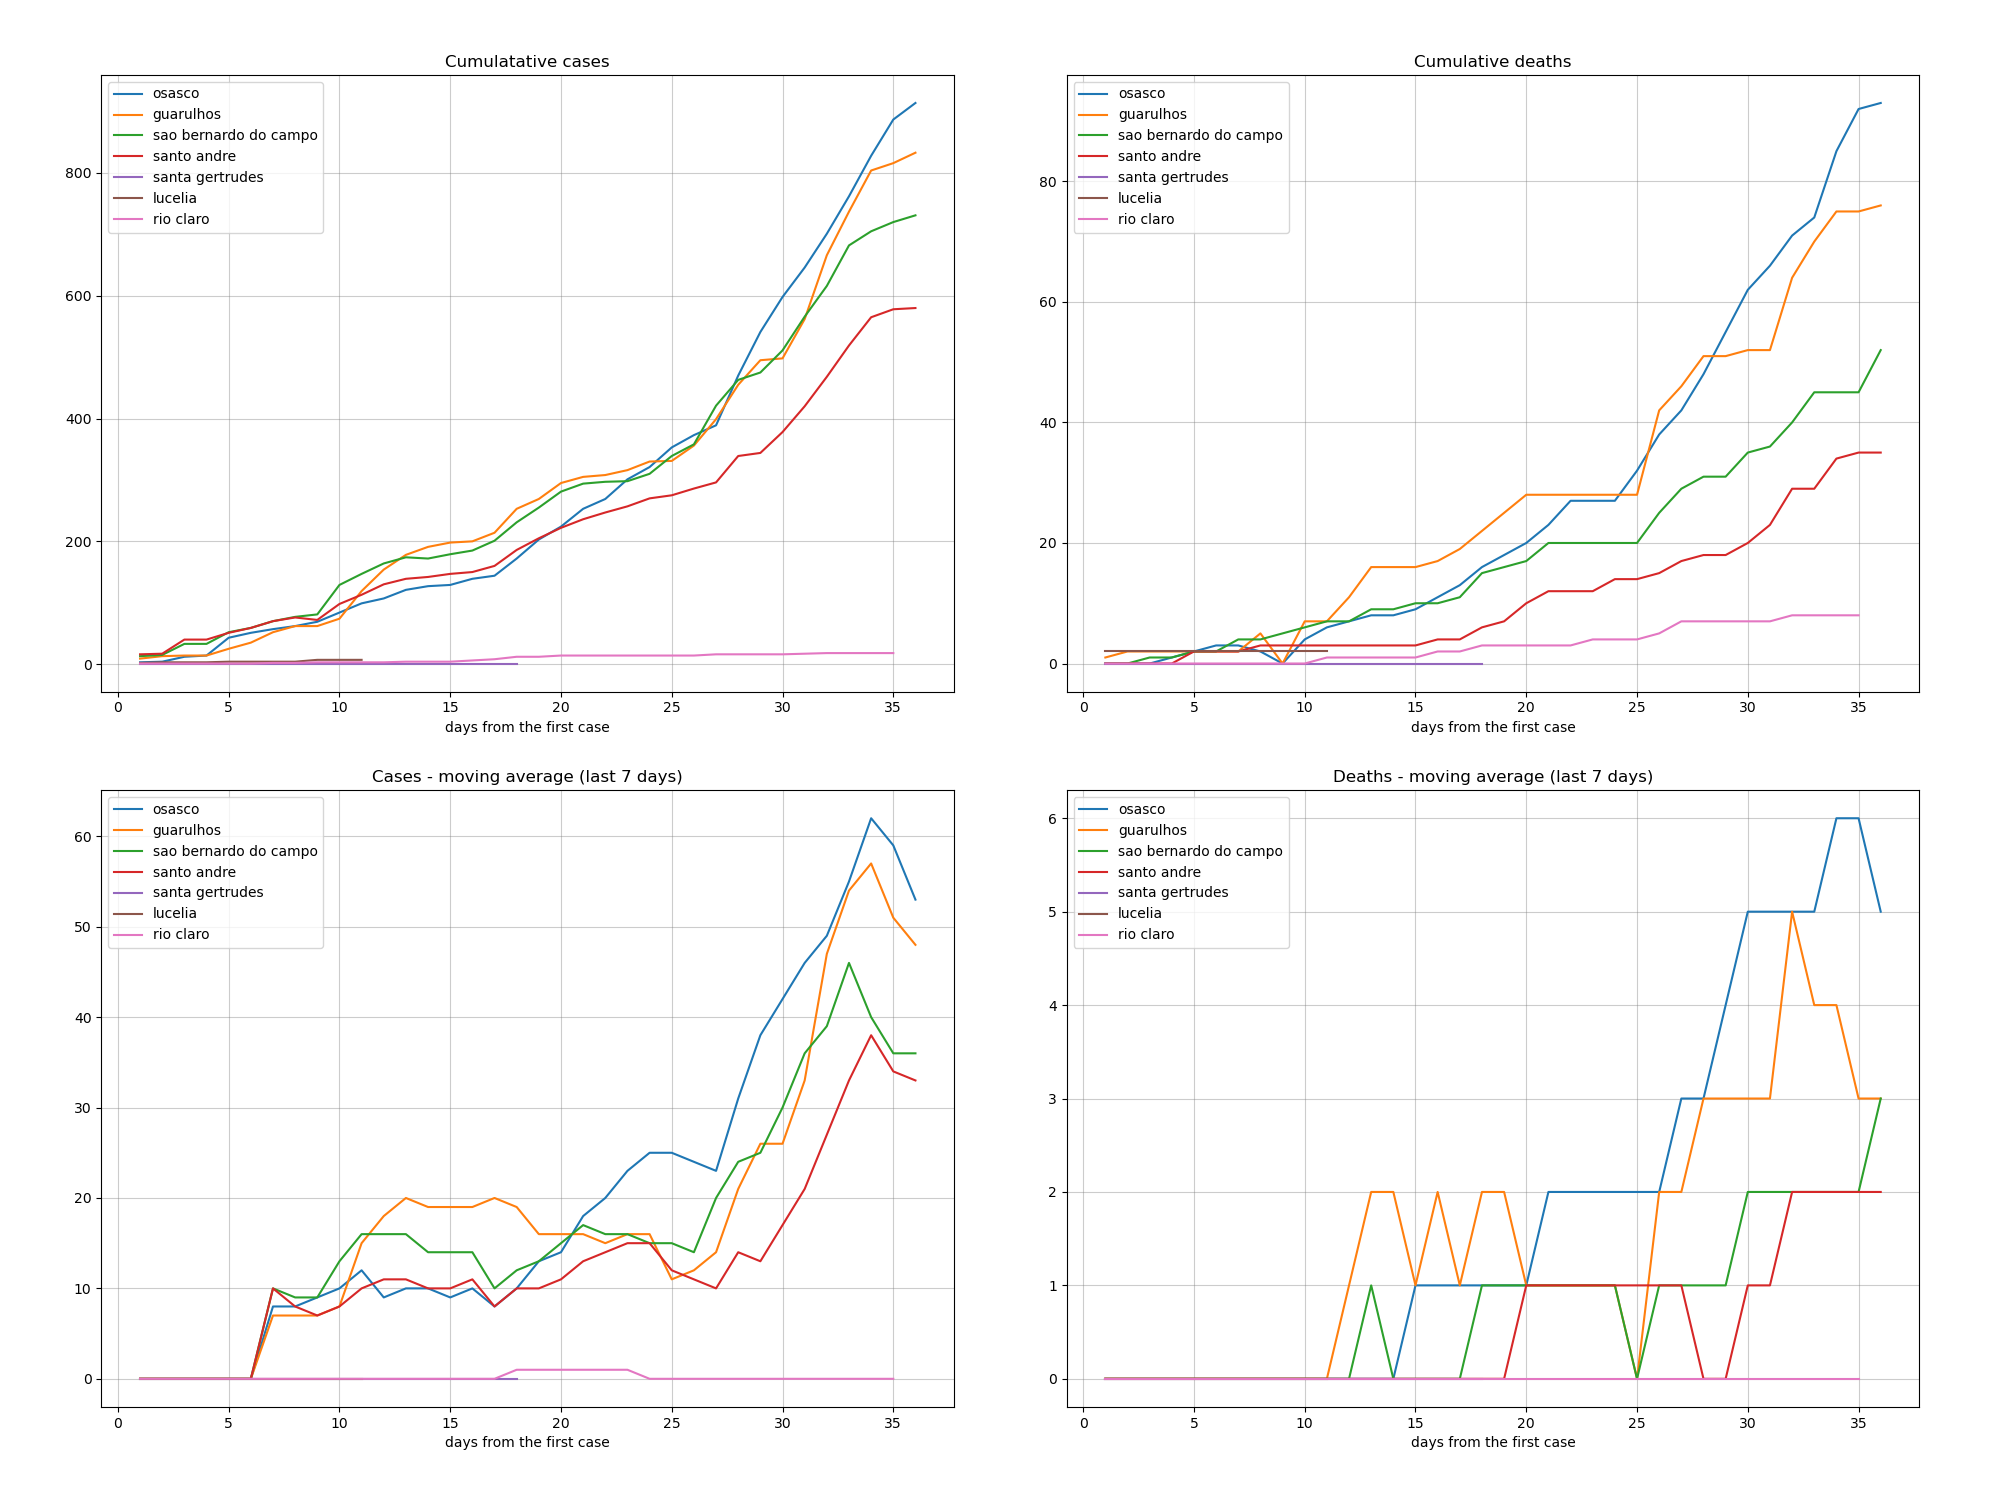 Cumulatative cases
osasco
guarulhos
sao bernardo do campo
santo andre
santa gertrudes
lucelia
rio claro
800
600
400
200
0
0 5 10 15 20 25 30 35
days from the first case
Cumulative deaths
osasco
guarulhos
sao bernardo do campo
santo andre
santa gertrudes
lucelia
rio claro
80
60
40
20
0
0 5 10 15 20 25 30 35
days from the first case
Cases - moving average (last 7 days)
osasco
guarulhos
sao bernardo do campo
santo andre
santa gertrudes
lucelia
rio claro
60
50
40
30
20
10
0
0 5 10 15 20 25 30 35
days from the first case
Deaths - moving average (last 7 days)
osasco
guarulhos
sao bernardo do campo
santo andre
santa gertrudes
lucelia
rio claro
6
5
4
3
2
1
0
0 5 10 15 20 25 30 35
days from the first case